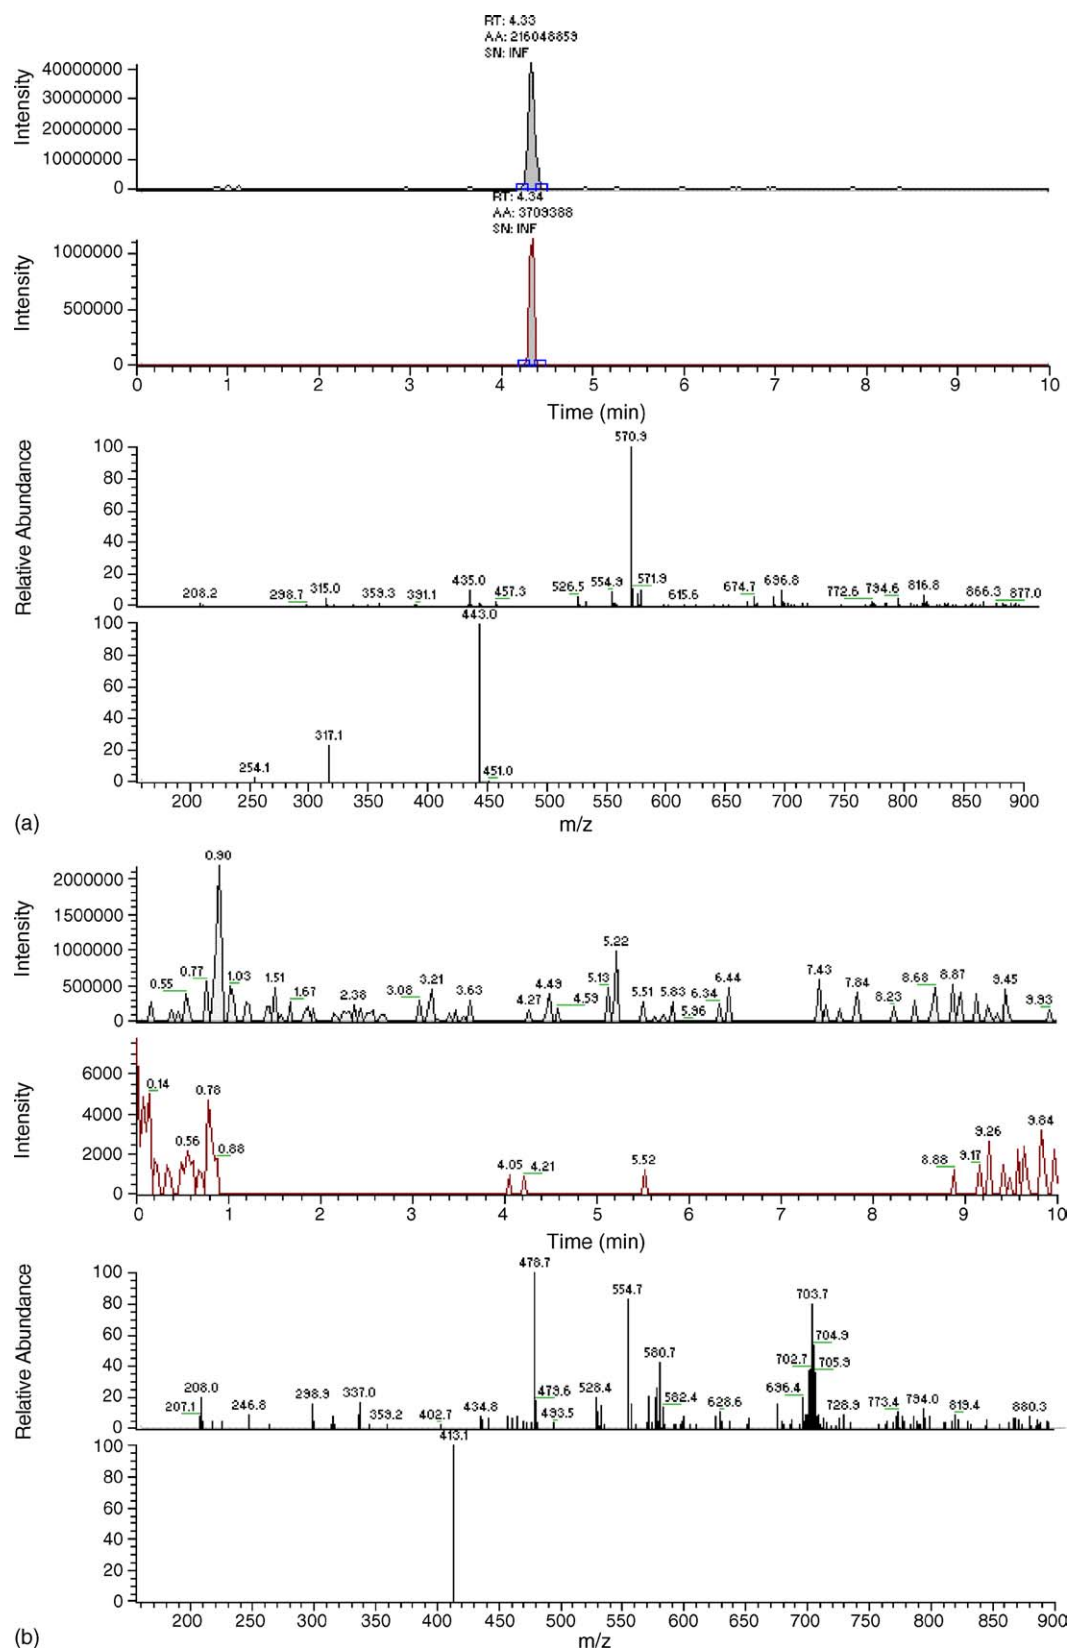 RT: 4.33
AA: 216048859
SN: INF
Intensity
40000000
30000000
20000000
10000000
0
RT: 4.34
AA: 3709388
SN: INF
Intensity
1000000
500000
0
0 1 2 3 4 5 6 7 8 9 10
Time (min)
Relative Abundance
100
80
60
40
20
0
570.9
208.2 298.7 315.0 359.3 391.1 435.0 457.3 526.5 554.9 571.9 615.6 674.7 696.8 772.6 794.6 816.8 866.3 877.0
100
80
60
40
20
0
443.0
317.1
254.1
451.0
200 250 300 350 400 450 500 550 600 650 700 750 800 850 900
m/z
(a)
Intensity
2000000
1500000
1000000
500000
0
0.90
0.55 0.77 1.03 1.51 1.67 2.38 3.08 3.21 3.63 4.27 4.49 4.59 5.13 5.22 5.51 5.83 5.96 6.34 6.44 7.43 7.84 8.23 8.68 8.87 9.45 9.93
Intensity
6000
4000
2000
0
0.14 0.56 0.78 0.88 4.05 4.21 5.52 8.88 9.17 9.26 9.84
0 1 2 3 4 5 6 7 8 9 10
Time (min)
Relative Abundance
100
80
60
40
20
0
478.7
554.7
703.7
704.9
580.7
702.7 705.9
207.1 208.0 246.8 298.9 337.0 359.2 402.7 434.8 479.6 493.5 528.4 582.4 628.6 696.4 728.9 773.4 794.0 819.4 880.3
100
80
60
40
20
0
413.1
200 250 300 350 400 450 500 550 600 650 700 750 800 850 900
m/z
(b)